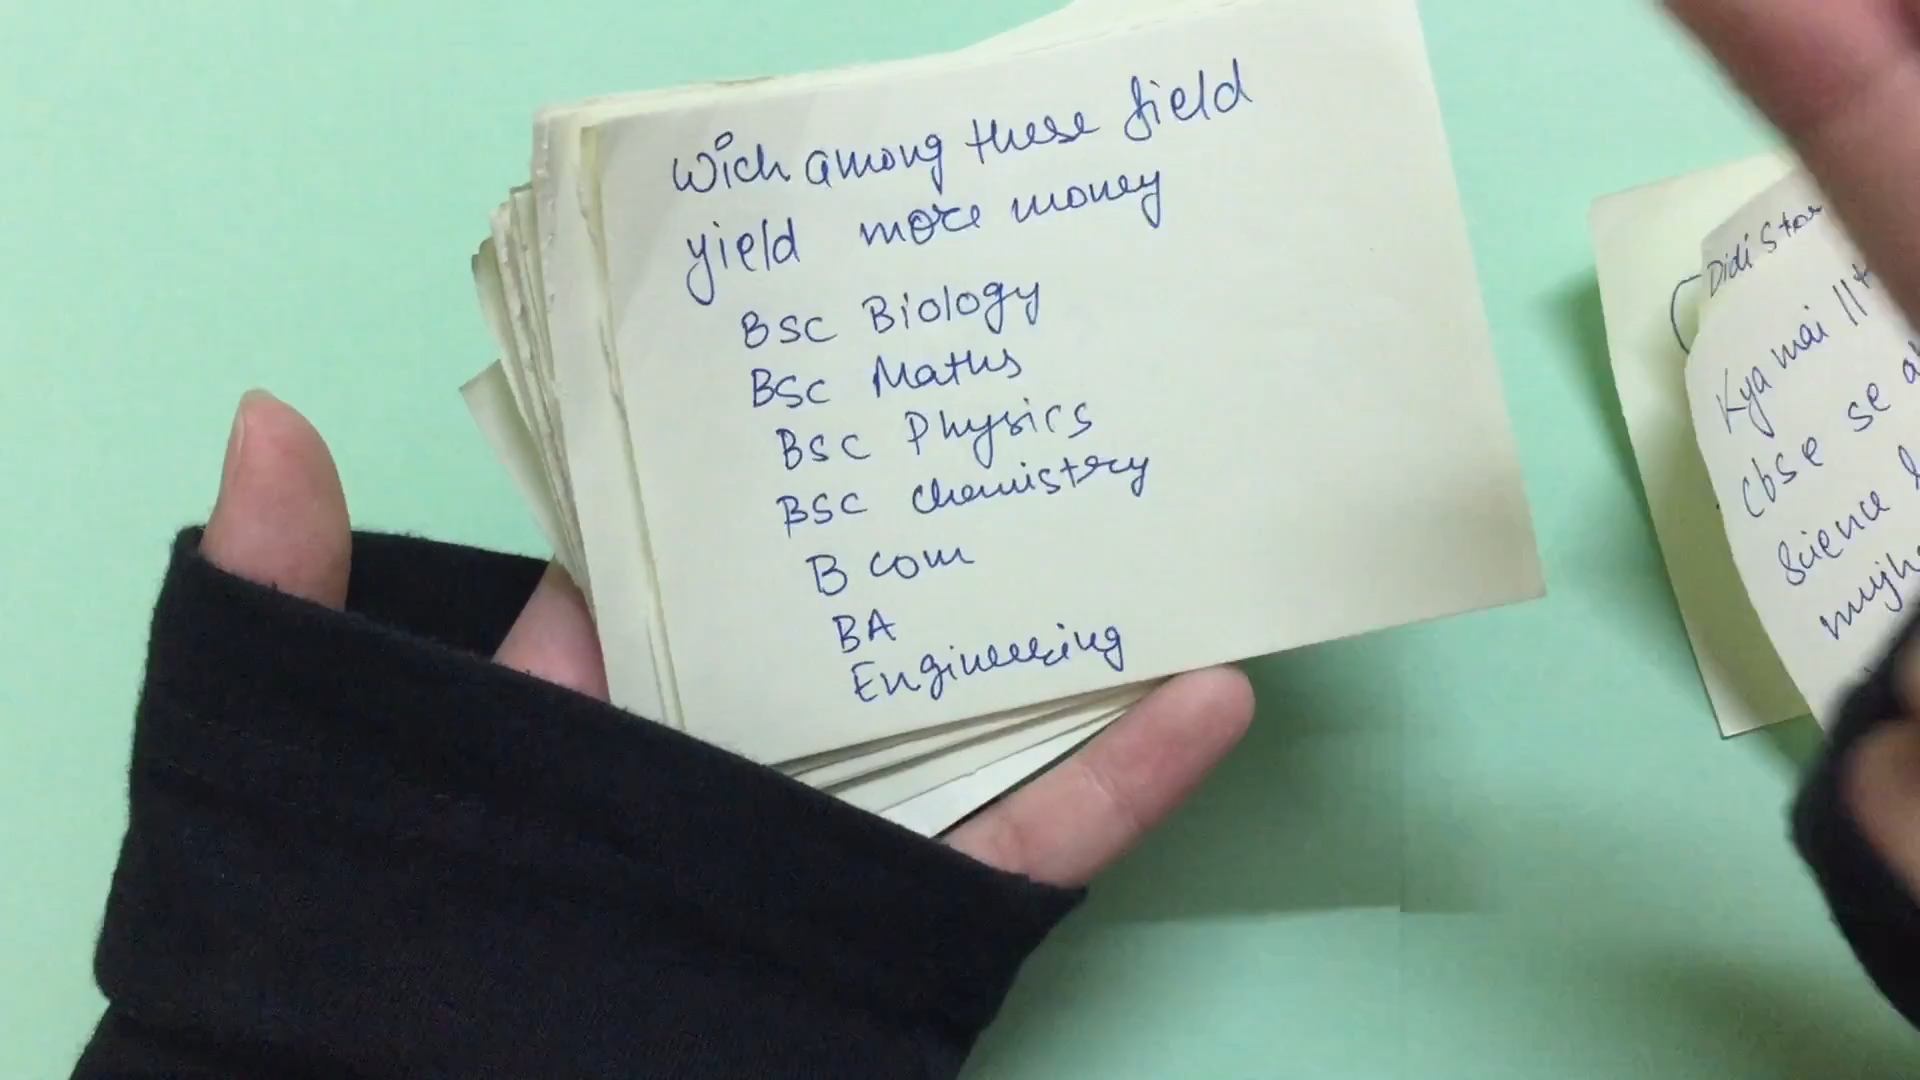 Wich among these field
yield more money
BSC Biology
BSC Maths
BSC Physics
BSC chemistry
B com
BA
Engineering
Didi
Kya mai 11
cbse se
Science